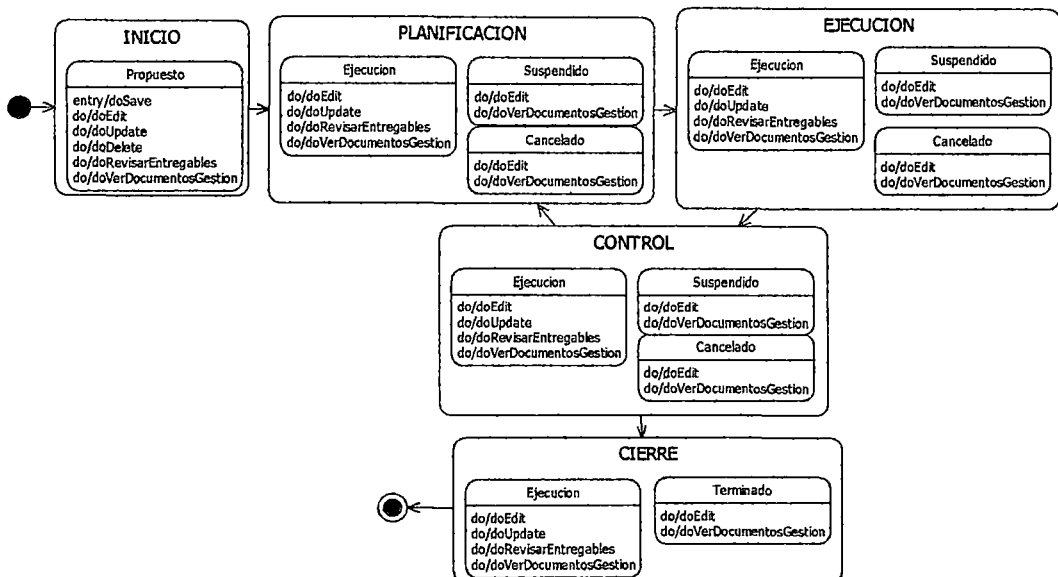 INICIO
Propuesto
entry/doSave
do/doEdit
do/doUpdate
do/doDelete
do/doRevisarEntregables
do/doVerDocumentosGestion
PLANIFICACION
Ejecucion
do/doEdit
do/doUpdate
do/doRevisarEntregables
do/doVerDocumentosGestion
Suspendido
do/doEdit
do/doVerDocumentosGestion
Cancelado
do/doEdit
do/doVerDocumentosGestion
EJECUCION
Ejecucion
do/doEdit
do/doUpdate
do/doRevisarEntregables
do/doVerDocumentosGestion
Suspendido
do/doEdit
do/doVerDocumentosGestion
Cancelado
do/doEdit
do/doVerDocumentosGestion
CONTROL
Ejecucion
do/doEdit
do/doUpdate
do/doRevisarEntregables
do/doVerDocumentosGestion
Suspendido
do/doEdit
do/doVerDocumentosGestion
Cancelado
do/doEdit
do/doVerDocumentosGestion
CIERRE
Ejecucion
do/doEdit
do/doUpdate
do/doRevisarEntregables
do/doVerDocumentosGestion
Terminado
do/doEdit
do/doVerDocumentosGestion